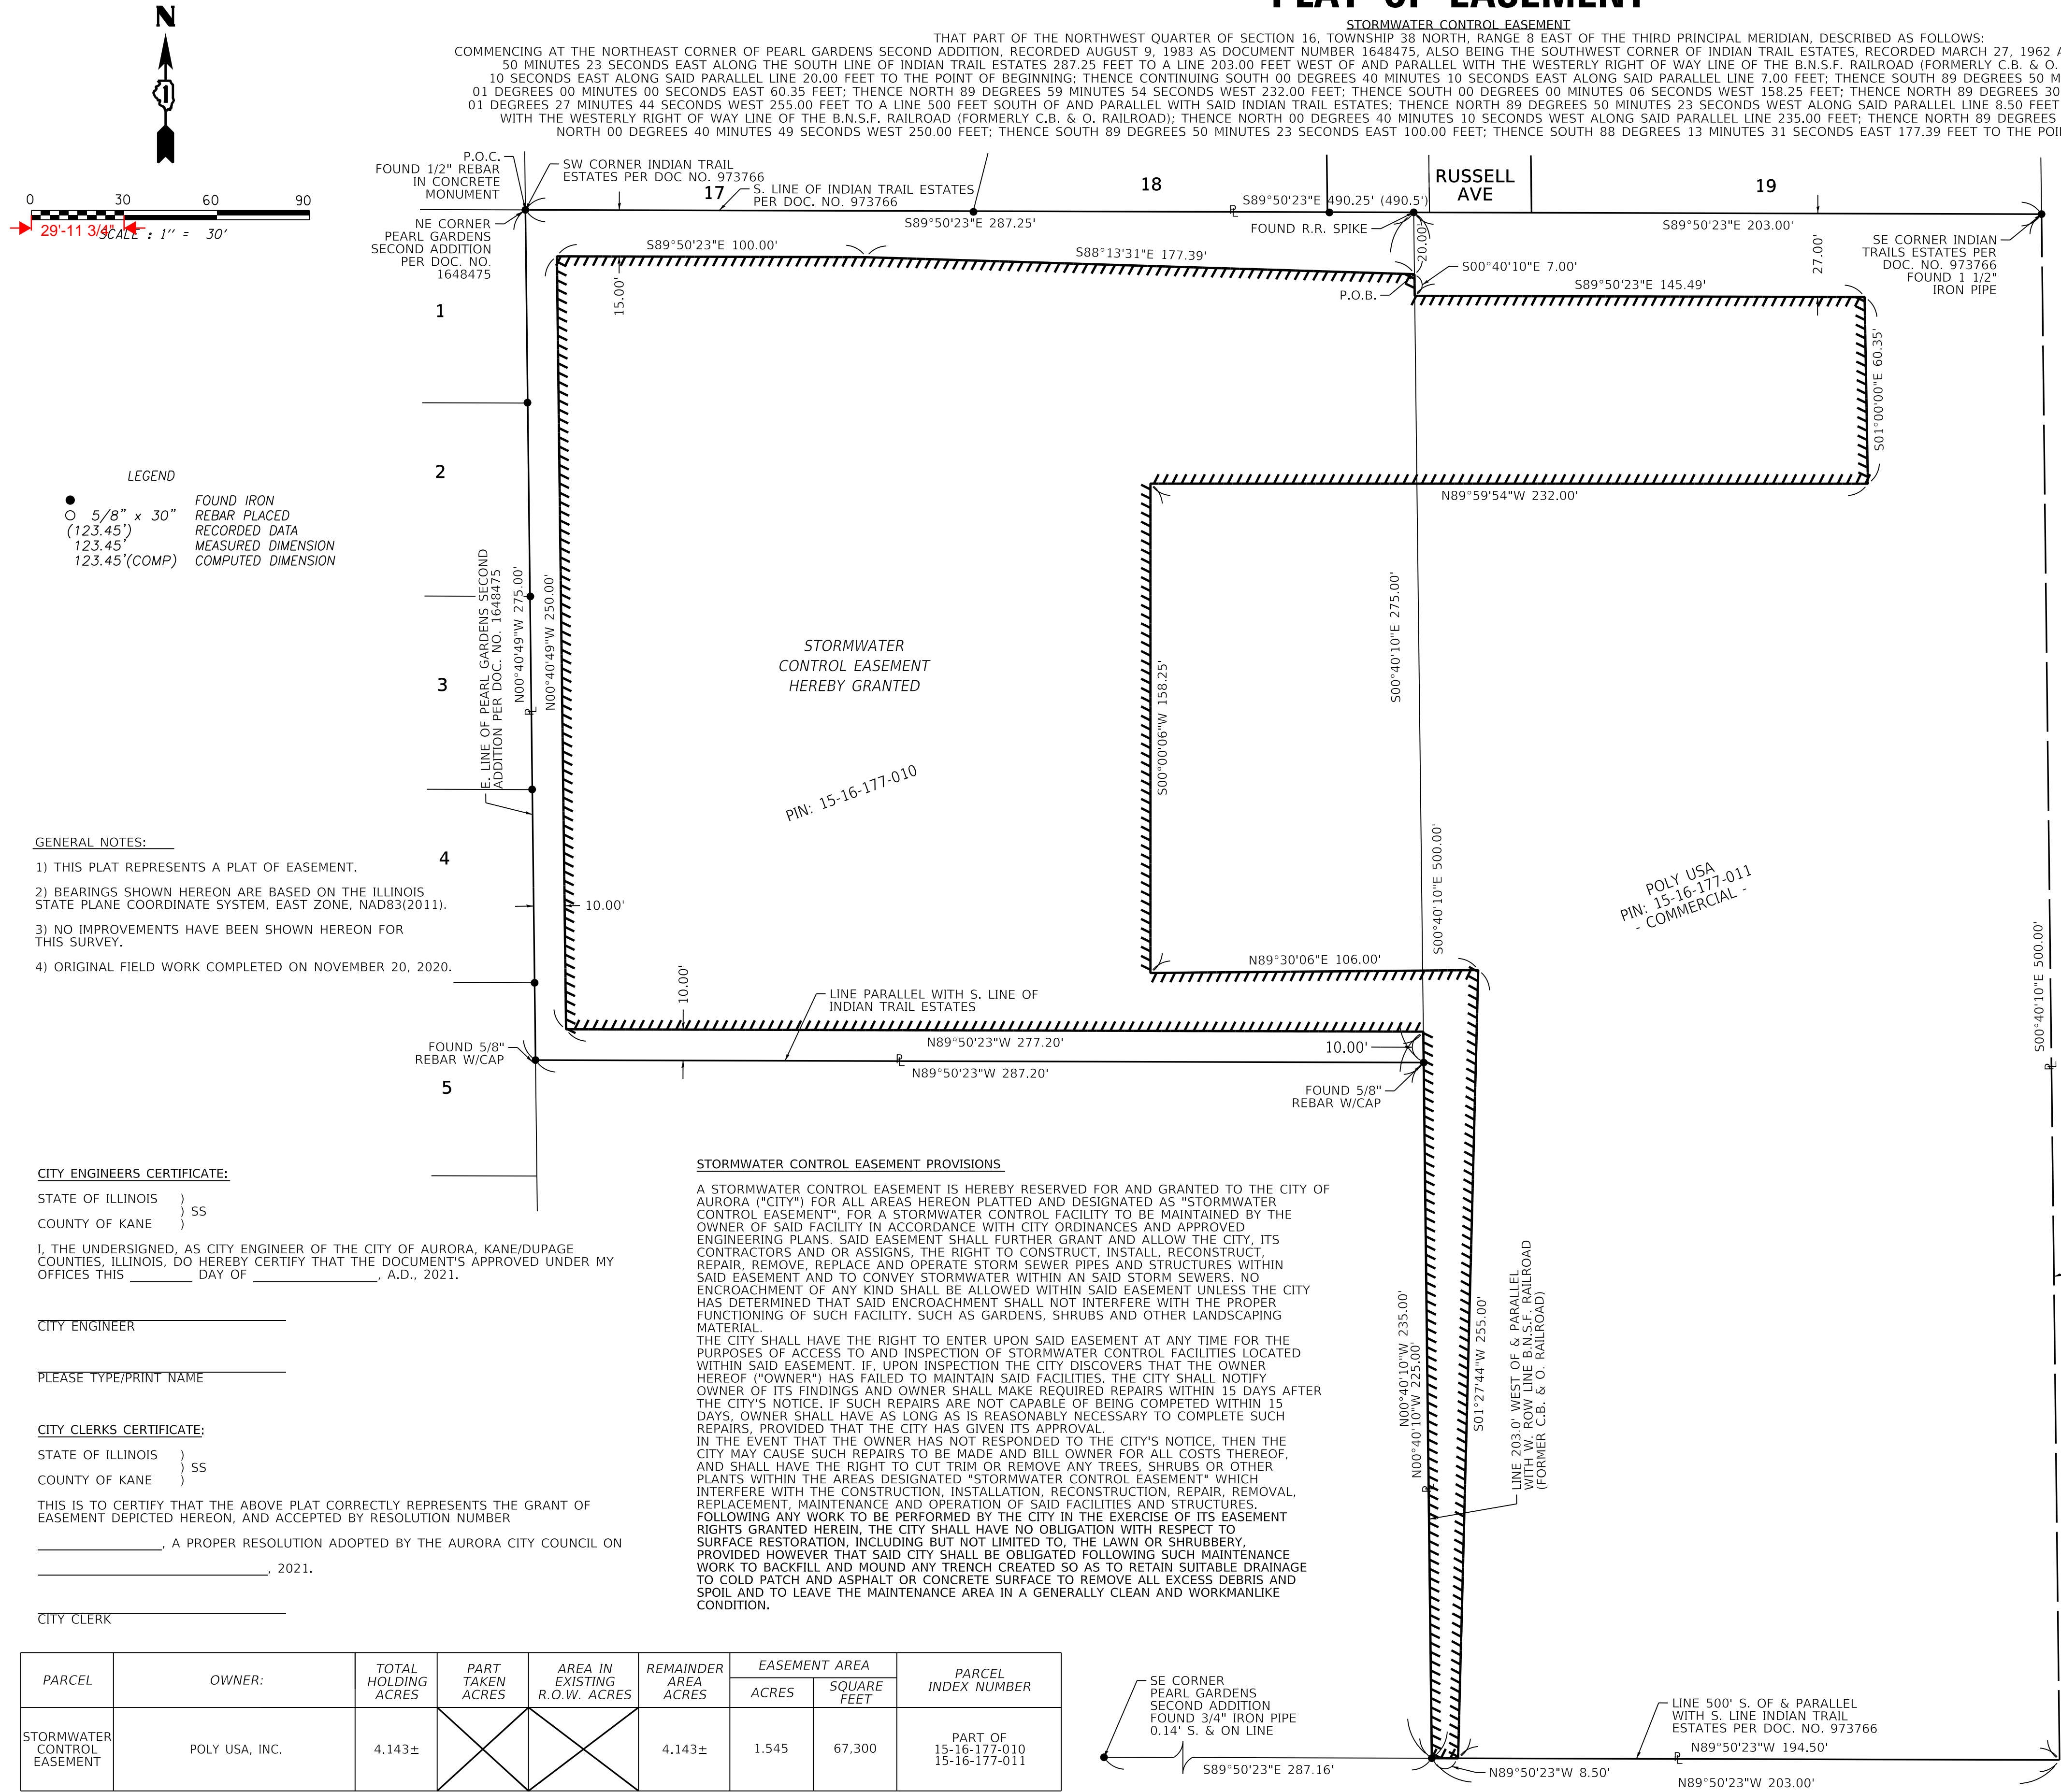 PLAT OF EASEMENT
STORMWATER CONTROL EASEMENT
THAT PART OF THE NORTHWEST QUARTER OF SECTION 16, TOWNSHIP 38 NORTH, RANGE 8 EAST OF THE THIRD PRINCIPAL MERIDIAN, DESCRIBED AS FOLLOWS:
COMMENCING AT THE NORTHEAST CORNER OF PEARL GARDENS SECOND ADDITION, RECORDED AUGUST 9, 1983 AS DOCUMENT NUMBER 1648475, ALSO BEING THE SOUTHWEST CORNER OF INDIAN TRAIL ESTATES, RECORDED MARCH 27, 1962 A
50 MINUTES 23 SECONDS EAST ALONG THE SOUTH LINE OF INDIAN TRAIL ESTATES 287.25 FEET TO A LINE 203.00 FEET WEST OF AND PARALLEL WITH THE WESTERLY RIGHT OF WAY LINE OF THE B.N.S.F. RAILROAD (FORMERLY C.B. & O.
10 SECONDS EAST ALONG SAID PARALLEL LINE 20.00 FEET TO THE POINT OF BEGINNING; THENCE CONTINUING SOUTH 00 DEGREES 40 MINUTES 10 SECONDS EAST ALONG SAID PARALLEL LINE 7.00 FEET; THENCE SOUTH 89 DEGREES 50 M
01 DEGREES 00 MINUTES 00 SECONDS EAST 60.35 FEET; THENCE NORTH 89 DEGREES 59 MINUTES 54 SECONDS WEST 232.00 FEET; THENCE SOUTH 00 DEGREES 00 MINUTES 06 SECONDS WEST 158.25 FEET; THENCE NORTH 89 DEGREES 30
01 DEGREES 27 MINUTES 44 SECONDS WEST 255.00 FEET TO A LINE 500 FEET SOUTH OF AND PARALLEL WITH SAID INDIAN TRAIL ESTATES; THENCE NORTH 89 DEGREES 50 MINUTES 23 SECONDS WEST ALONG SAID PARALLEL LINE 8.50 FEET
WITH THE WESTERLY RIGHT OF WAY LINE OF THE B.N.S.F. RAILROAD (FORMERLY C.B. & O. RAILROAD); THENCE NORTH 00 DEGREES 40 MINUTES 10 SECONDS WEST ALONG SAID PARALLEL LINE 235.00 FEET; THENCE NORTH 89 DEGREES
NORTH 00 DEGREES 40 MINUTES 49 SECONDS WEST 250.00 FEET; THENCE SOUTH 89 DEGREES 50 MINUTES 23 SECONDS EAST 100.00 FEET; THENCE SOUTH 88 DEGREES 13 MINUTES 31 SECONDS EAST 177.39 FEET TO THE POI
N
1
0 30 60 90
29'-11 3/4"
SCALE : 1" = 30'
P.O.C.
FOUND 1/2" REBAR
IN CONCRETE
MONUMENT
SW CORNER INDIAN TRAIL
ESTATES PER DOC NO. 973766
17
S. LINE OF INDIAN TRAIL ESTATES
PER DOC. NO. 973766
18
RUSSELL
AVE
19
S89°50'23"E 490.25' (490.5')
S89°50'23"E 287.25'
FOUND R.R. SPIKE
S89°50'23"E 203.00'
NE CORNER
PEARL GARDENS
SECOND ADDITION
PER DOC. NO.
1648475
SE CORNER INDIAN
TRAILS ESTATES PER
DOC. NO. 973766
FOUND 1 1/2"
IRON PIPE
S89°50'23"E 100.00'
S88°13'31"E 177.39'
20.00'
27.00'
15.00'
S00°40'10"E 7.00'
P.O.B.
S89°50'23"E 145.49'
S01°00'00"E 60.35'
1
2
3
4
5
N89°59'54"W 232.00'
LEGEND
FOUND IRON
5/8" x 30" REBAR PLACED
(123.45') RECORDED DATA
123.45' MEASURED DIMENSION
123.45'(COMP) COMPUTED DIMENSION
E. LINE OF PEARL GARDENS SECOND
ADDITION PER DOC. NO. 1648475
N00°40'49"W 275.00'
N00°40'49"W 250.00'
STORMWATER
CONTROL EASEMENT
HEREBY GRANTED
PIN: 15-16-177-010
S00°00'06"W 158.25'
S00°40'10"E 275.00'
S00°40'10"E 500.00'
POLY USA
PIN: 15-16-177-011
- COMMERCIAL -
S00°40'10"E 500.00'
GENERAL NOTES:
1) THIS PLAT REPRESENTS A PLAT OF EASEMENT.
2) BEARINGS SHOWN HEREON ARE BASED ON THE ILLINOIS
STATE PLANE COORDINATE SYSTEM, EAST ZONE, NAD83(2011).
3) NO IMPROVEMENTS HAVE BEEN SHOWN HEREON FOR
THIS SURVEY.
4) ORIGINAL FIELD WORK COMPLETED ON NOVEMBER 20, 2020.
10.00'
10.00'
N89°30'06"E 106.00'
LINE PARALLEL WITH S. LINE OF
INDIAN TRAIL ESTATES
N89°50'23"W 277.20'
10.00'
FOUND 5/8"
REBAR W/CAP
N89°50'23"W 287.20'
FOUND 5/8"
REBAR W/CAP
CITY ENGINEERS CERTIFICATE:
STATE OF ILLINOIS )
) SS
COUNTY OF KANE )
I, THE UNDERSIGNED, AS CITY ENGINEER OF THE CITY OF AURORA, KANE/DUPAGE
COUNTIES, ILLINOIS, DO HEREBY CERTIFY THAT THE DOCUMENT'S APPROVED UNDER MY
OFFICES THIS ________ DAY OF ________________, A.D., 2021.
CITY ENGINEER
PLEASE TYPE/PRINT NAME
CITY CLERKS CERTIFICATE:
STATE OF ILLINOIS )
) SS
COUNTY OF KANE )
THIS IS TO CERTIFY THAT THE ABOVE PLAT CORRECTLY REPRESENTS THE GRANT OF
EASEMENT DEPICTED HEREON, AND ACCEPTED BY RESOLUTION NUMBER
________________, A PROPER RESOLUTION ADOPTED BY THE AURORA CITY COUNCIL ON
________________, 2021.
CITY CLERK
STORMWATER CONTROL EASEMENT PROVISIONS
A STORMWATER CONTROL EASEMENT IS HEREBY RESERVED FOR AND GRANTED TO THE CITY OF
AURORA ("CITY") FOR ALL AREAS HEREON PLATTED AND DESIGNATED AS "STORMWATER
CONTROL EASEMENT", FOR A STORMWATER CONTROL FACILITY TO BE MAINTAINED BY THE
OWNER OF SAID FACILITY IN ACCORDANCE WITH CITY ORDINANCES AND APPROVED
ENGINEERING PLANS. SAID EASEMENT SHALL FURTHER GRANT AND ALLOW THE CITY, ITS
CONTRACTORS AND OR ASSIGNS, THE RIGHT TO CONSTRUCT, INSTALL, RECONSTRUCT,
REPAIR, REMOVE, REPLACE AND OPERATE STORM SEWER PIPES AND STRUCTURES WITHIN
SAID EASEMENT AND TO CONVEY STORMWATER WITHIN AN SAID STORM SEWERS. NO
ENCROACHMENT OF ANY KIND SHALL BE ALLOWED WITHIN SAID EASEMENT UNLESS THE CITY
HAS DETERMINED THAT SAID ENCROACHMENT SHALL NOT INTERFERE WITH THE PROPER
FUNCTIONING OF SUCH FACILITY. SUCH AS GARDENS, SHRUBS AND OTHER LANDSCAPING
MATERIAL.
THE CITY SHALL HAVE THE RIGHT TO ENTER UPON SAID EASEMENT AT ANY TIME FOR THE
PURPOSES OF ACCESS TO AND INSPECTION OF STORMWATER CONTROL FACILITIES LOCATED
WITHIN SAID EASEMENT. IF, UPON INSPECTION THE CITY DISCOVERS THAT THE OWNER
HEREOF ("OWNER") HAS FAILED TO MAINTAIN SAID FACILITIES. THE CITY SHALL NOTIFY
OWNER OF ITS FINDINGS AND OWNER SHALL MAKE REQUIRED REPAIRS WITHIN 15 DAYS AFTER
THE CITY'S NOTICE. IF SUCH REPAIRS ARE NOT CAPABLE OF BEING COMPETED WITHIN 15
DAYS, OWNER SHALL HAVE AS LONG AS IS REASONABLY NECESSARY TO COMPLETE SUCH
REPAIRS, PROVIDED THAT THE CITY HAS GIVEN ITS APPROVAL.
IN THE EVENT THAT THE OWNER HAS NOT RESPONDED TO THE CITY'S NOTICE, THEN THE
CITY MAY CAUSE SUCH REPAIRS TO BE MADE AND BILL OWNER FOR ALL COSTS THEREOF,
AND SHALL HAVE THE RIGHT TO CUT TRIM OR REMOVE ANY TREES, SHRUBS OR OTHER
PLANTS WITHIN THE AREAS DESIGNATED "STORMWATER CONTROL EASEMENT" WHICH
INTERFERE WITH THE CONSTRUCTION, INSTALLATION, RECONSTRUCTION, REPAIR, REMOVAL,
REPLACEMENT, MAINTENANCE AND OPERATION OF SAID FACILITIES AND STRUCTURES.
FOLLOWING ANY WORK TO BE PERFORMED BY THE CITY IN THE EXERCISE OF ITS EASEMENT
RIGHTS GRANTED HEREIN, THE CITY SHALL HAVE NO OBLIGATION WITH RESPECT TO
SURFACE RESTORATION, INCLUDING BUT NOT LIMITED TO, THE LAWN OR SHRUBBERY,
PROVIDED HOWEVER THAT SAID CITY SHALL BE OBLIGATED FOLLOWING SUCH MAINTENANCE
WORK TO BACKFILL AND MOUND ANY TRENCH CREATED SO AS TO RETAIN SUITABLE DRAINAGE
TO COLD PATCH AND ASPHALT OR CONCRETE SURFACE TO REMOVE ALL EXCESS DEBRIS AND
SPOIL AND TO LEAVE THE MAINTENANCE AREA IN A GENERALLY CLEAN AND WORKMANLIKE
CONDITION.
N00°40'10"W 235.00'
N00°40'10"W 225.00'
S01°27'44"W 255.00'
LINE 203.0' WEST OF & PARALLEL
WITH W. ROW LINE B.N.S.F. RAILROAD
(FORMER C.B. & O. RAILROAD)
PARCEL
OWNER:
TOTAL
HOLDING
ACRES
PART
TAKEN
ACRES
AREA IN
EXISTING
R.O.W. ACRES
REMAINDER
AREA
ACRES
EASEMENT AREA
ACRES
SQUARE
FEET
PARCEL
INDEX NUMBER
STORMWATER
CONTROL
EASEMENT
POLY USA, INC.
4.143±
4.143±
1.545
67,300
PART OF
15-16-177-010
15-16-177-011
SE CORNER
PEARL GARDENS
SECOND ADDITION
FOUND 3/4" IRON PIPE
0.14' S. & ON LINE
LINE 500' S. OF & PARALLEL
WITH S. LINE INDIAN TRAIL
ESTATES PER DOC. NO. 973766
S89°50'23"E 287.16'
N89°50'23"W 194.50'
N89°50'23"W 8.50'
N89°50'23"W 203.00'